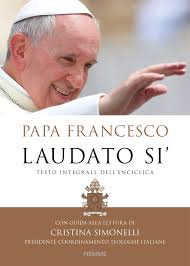 PAPA FRANCESCO
LAUDATO SI'
TESTO INTEGRALE DELL'ENCICLICA
CON GUIDA ALLA LETTURA DI
CRISTINA SIMONELLI
PRESIDENTE COORDINAMENTO TEOLOGHE ITALIANE
PIEMME